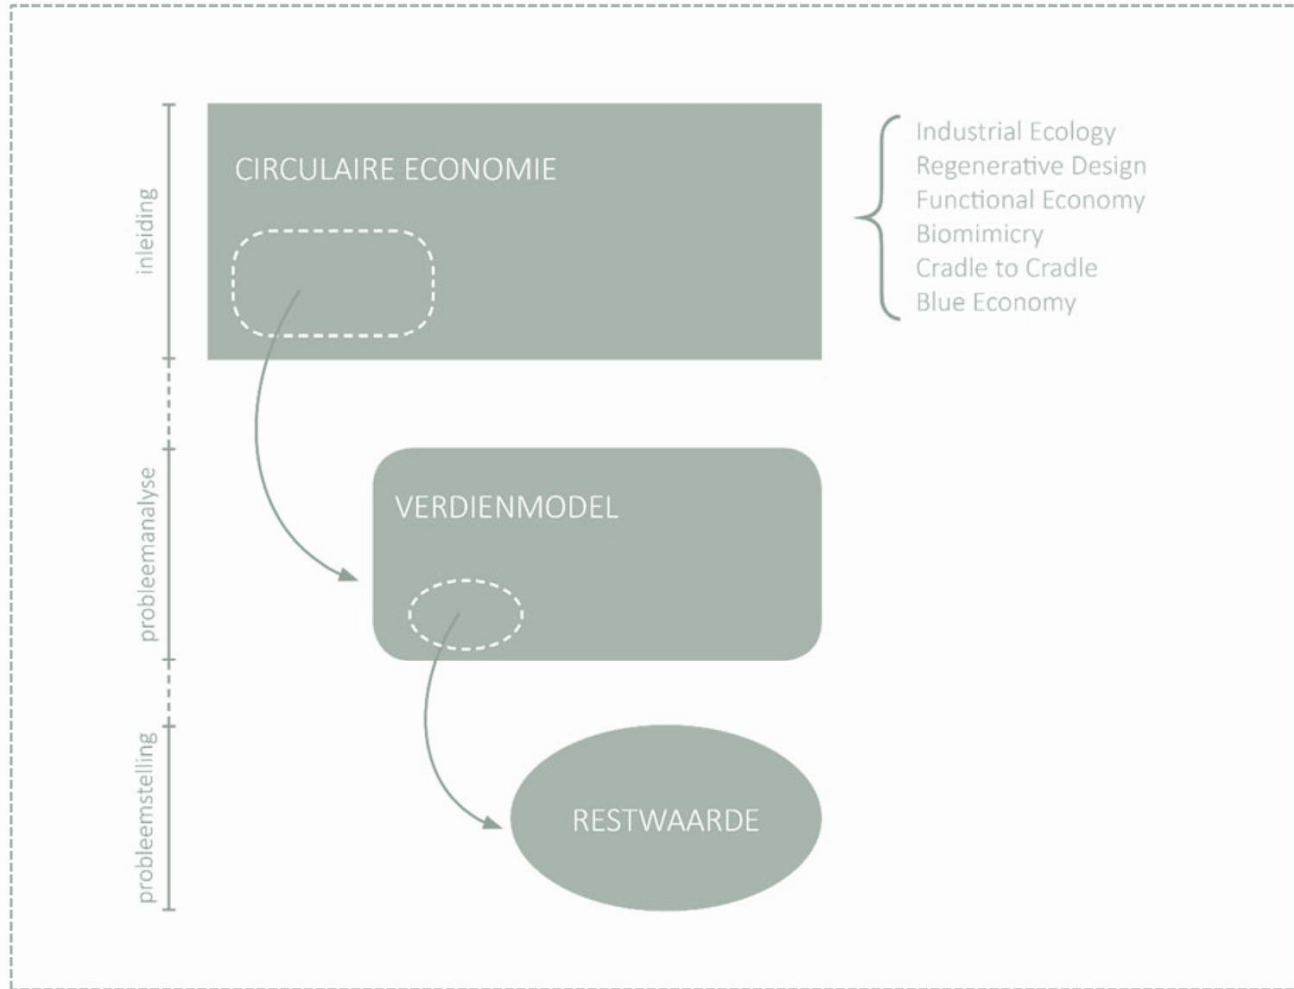 inleiding
CIRCULAIRE ECONOMIE
Industrial Ecology
Regenerative Design
Functional Economy
Biomimicry
Cradle to Cradle
Blue Economy
probleemanalyse
VERDIENMODEL
probleemstelling
RESTWAARDE